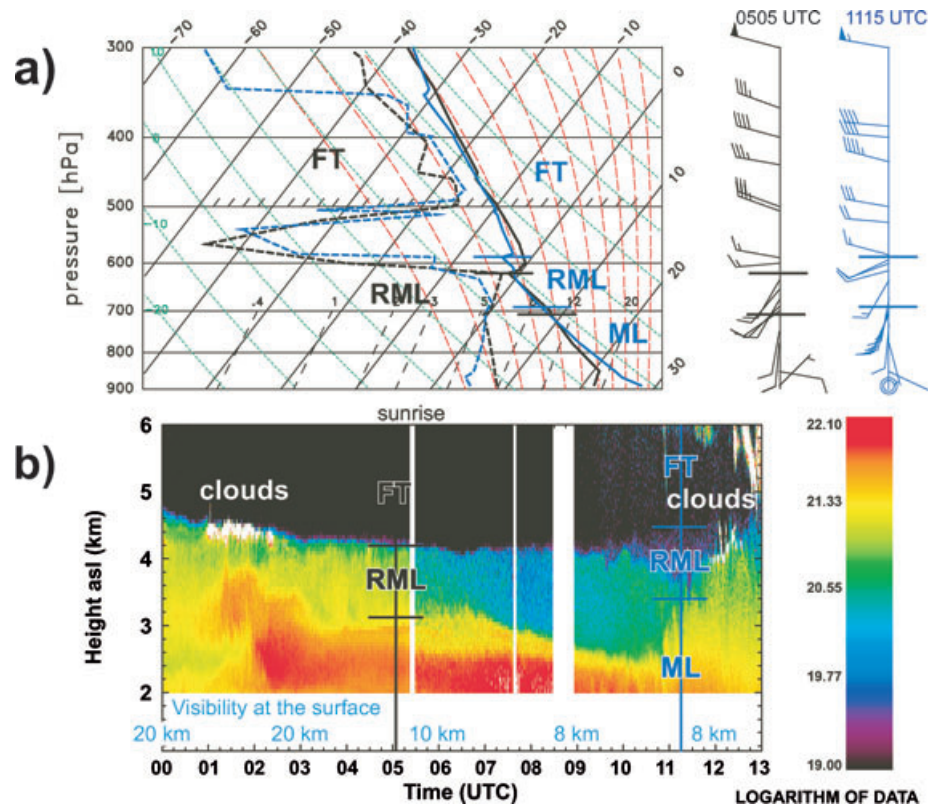 a)
-70 -60 -50 -40 -30 -20 -10
0505 UTC 1115 UTC
pressure [hPa]
300
400
500
600
700
800
900
0
10
20
30
-10
-20
FT
FT
RML
RML
ML
.4 1 2 3 5 8 12 20
sunrise
b)
Height asl (km)
6
5
4
3
2
clouds
FT
RML
FT
clouds
RML
ML
Visibility at the surface
20 km 20 km 10 km 8 km 8 km
00 01 02 03 04 05 06 07 08 09 10 11 12 13
Time (UTC)
22.10
21.33
20.55
19.77
19.00
LOGARITHM OF DATA